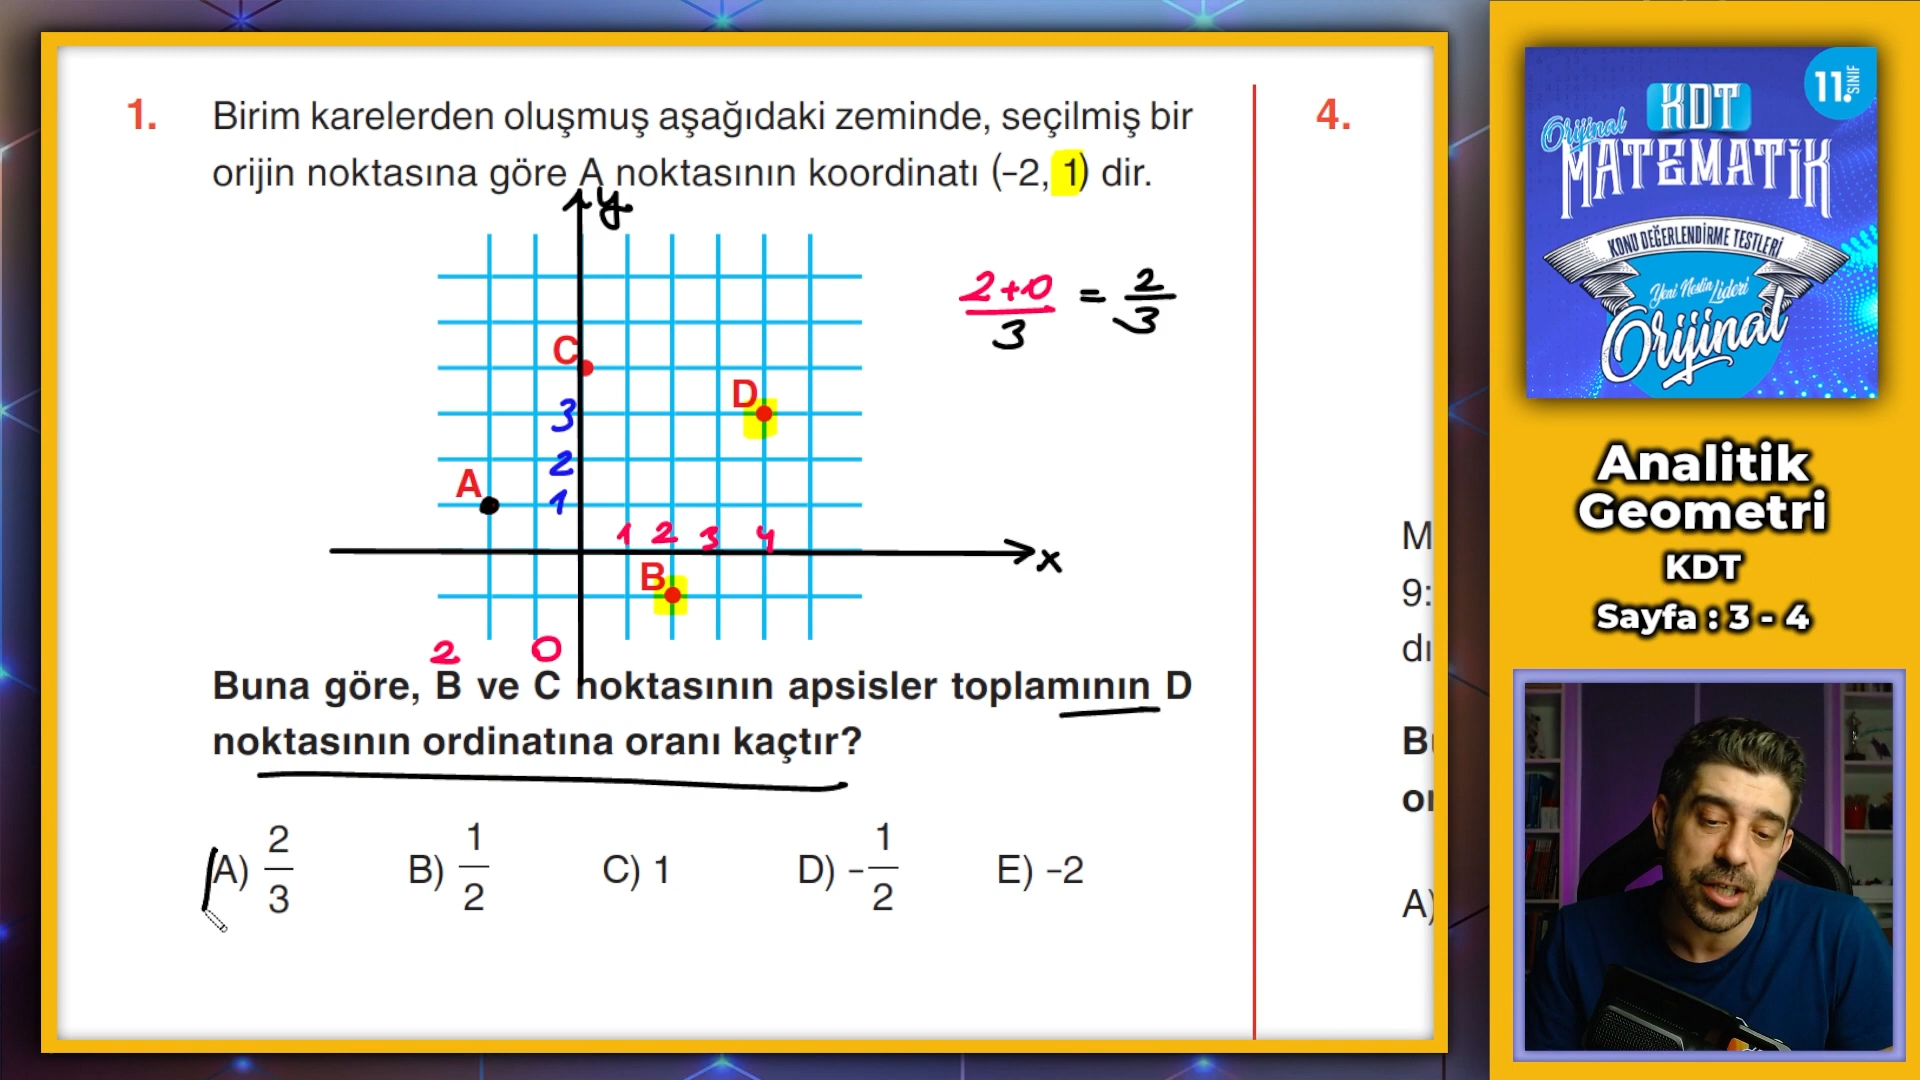 1.
Birim karelerden oluşmuş aşağıdaki zeminde, seçilmiş bir
orijin noktasına göre A noktasının koordinatı (-2, 1) dir.
y
2+0 / 3 = 2 / 3
C
D
3
2
A
1
1 2 3 4
x
B
2 0
Buna göre, B ve C noktasının apsisler toplamının D
noktasının ordinatına oranı kaçtır?
A) 2/3 B) 1/2 C) 1 D) -1/2 E) -2
4.
M
9:
dı
A)
11. SINIF
Orijinal KDT
MATEMATİK
KONU DEĞERLENDİRME TESTLERİ
Yeni Neslin Lideri
Orijinal
Analitik
Geometri
KDT
Sayfa : 3 - 4